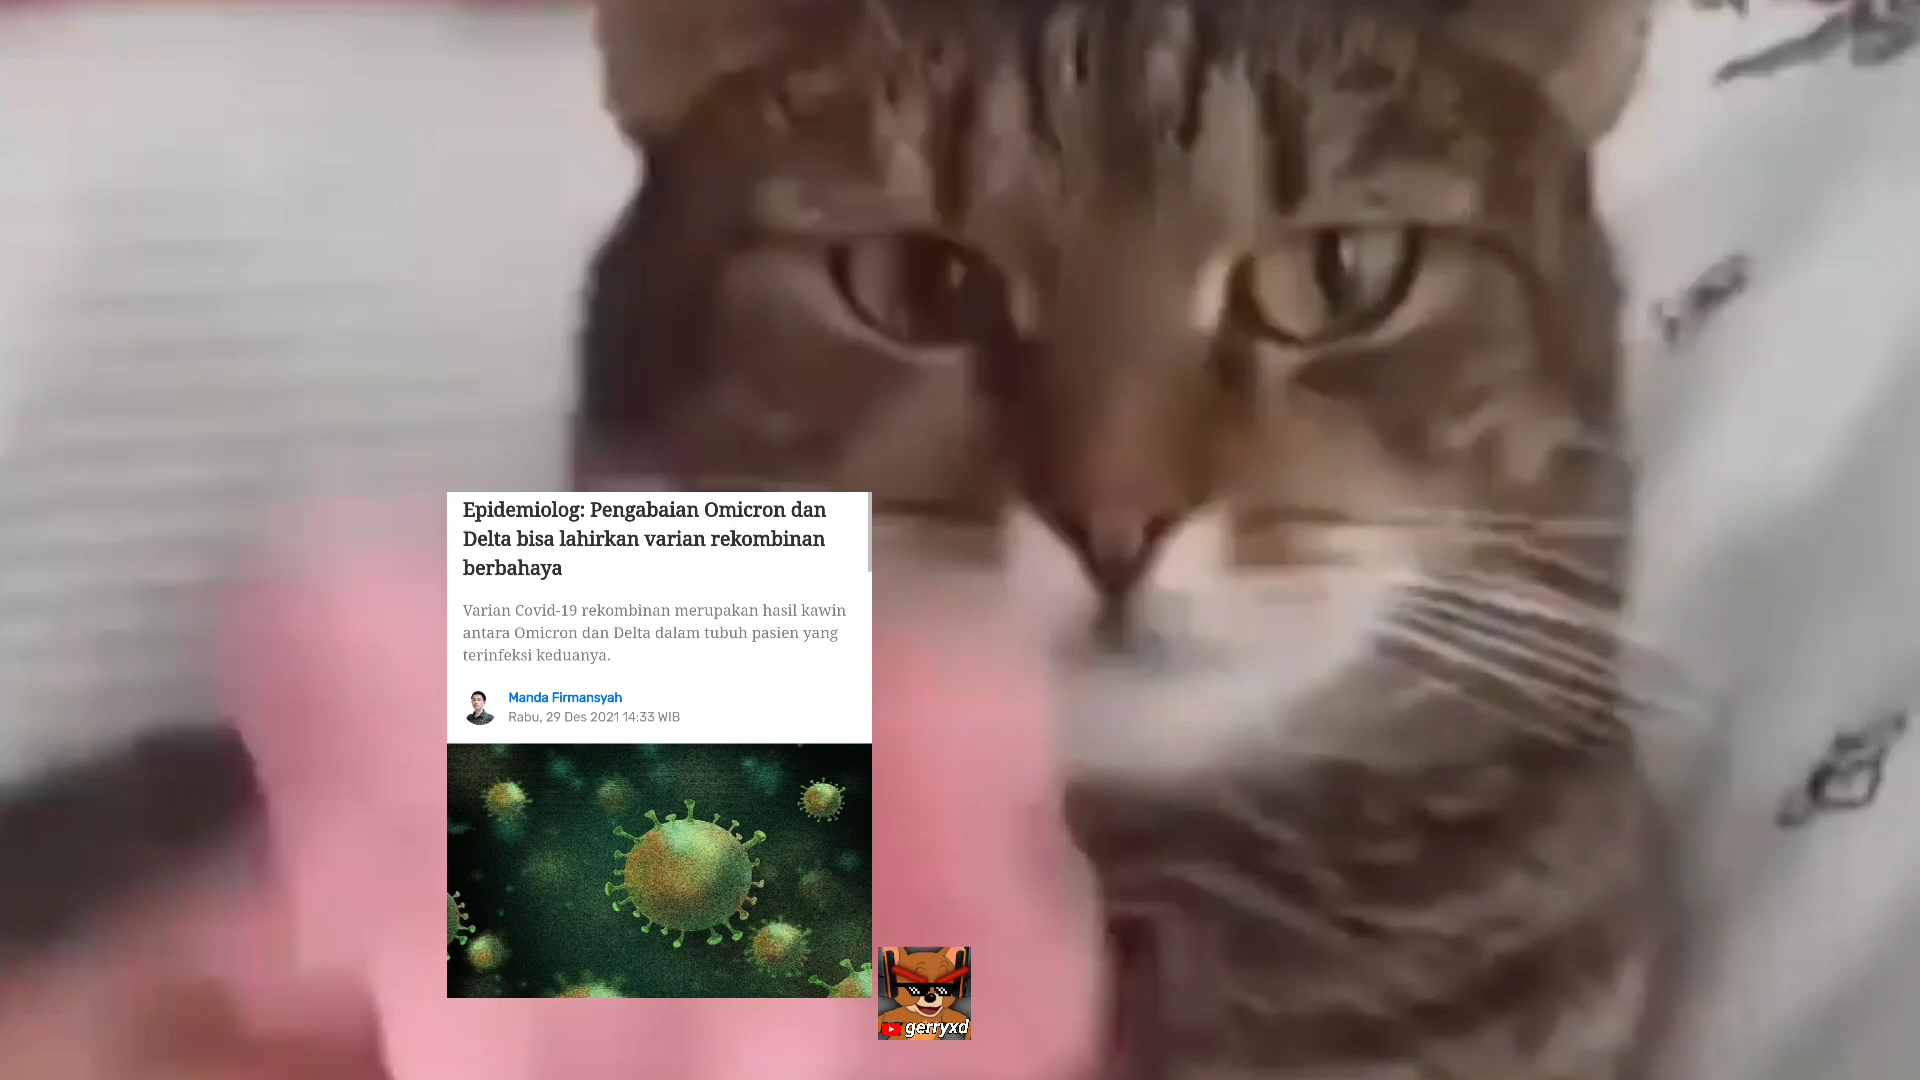 Epidemiolog: Pengabaian Omicron dan
Delta bisa lahirkan varian rekombinan
berbahaya
Varian Covid-19 rekombinan merupakan hasil kawin
antara Omicron dan Delta dalam tubuh pasien yang
terinfeksi keduanya.
Manda Firmansyah
Rabu, 29 Des 2021 14:33 WIB
gerryxd